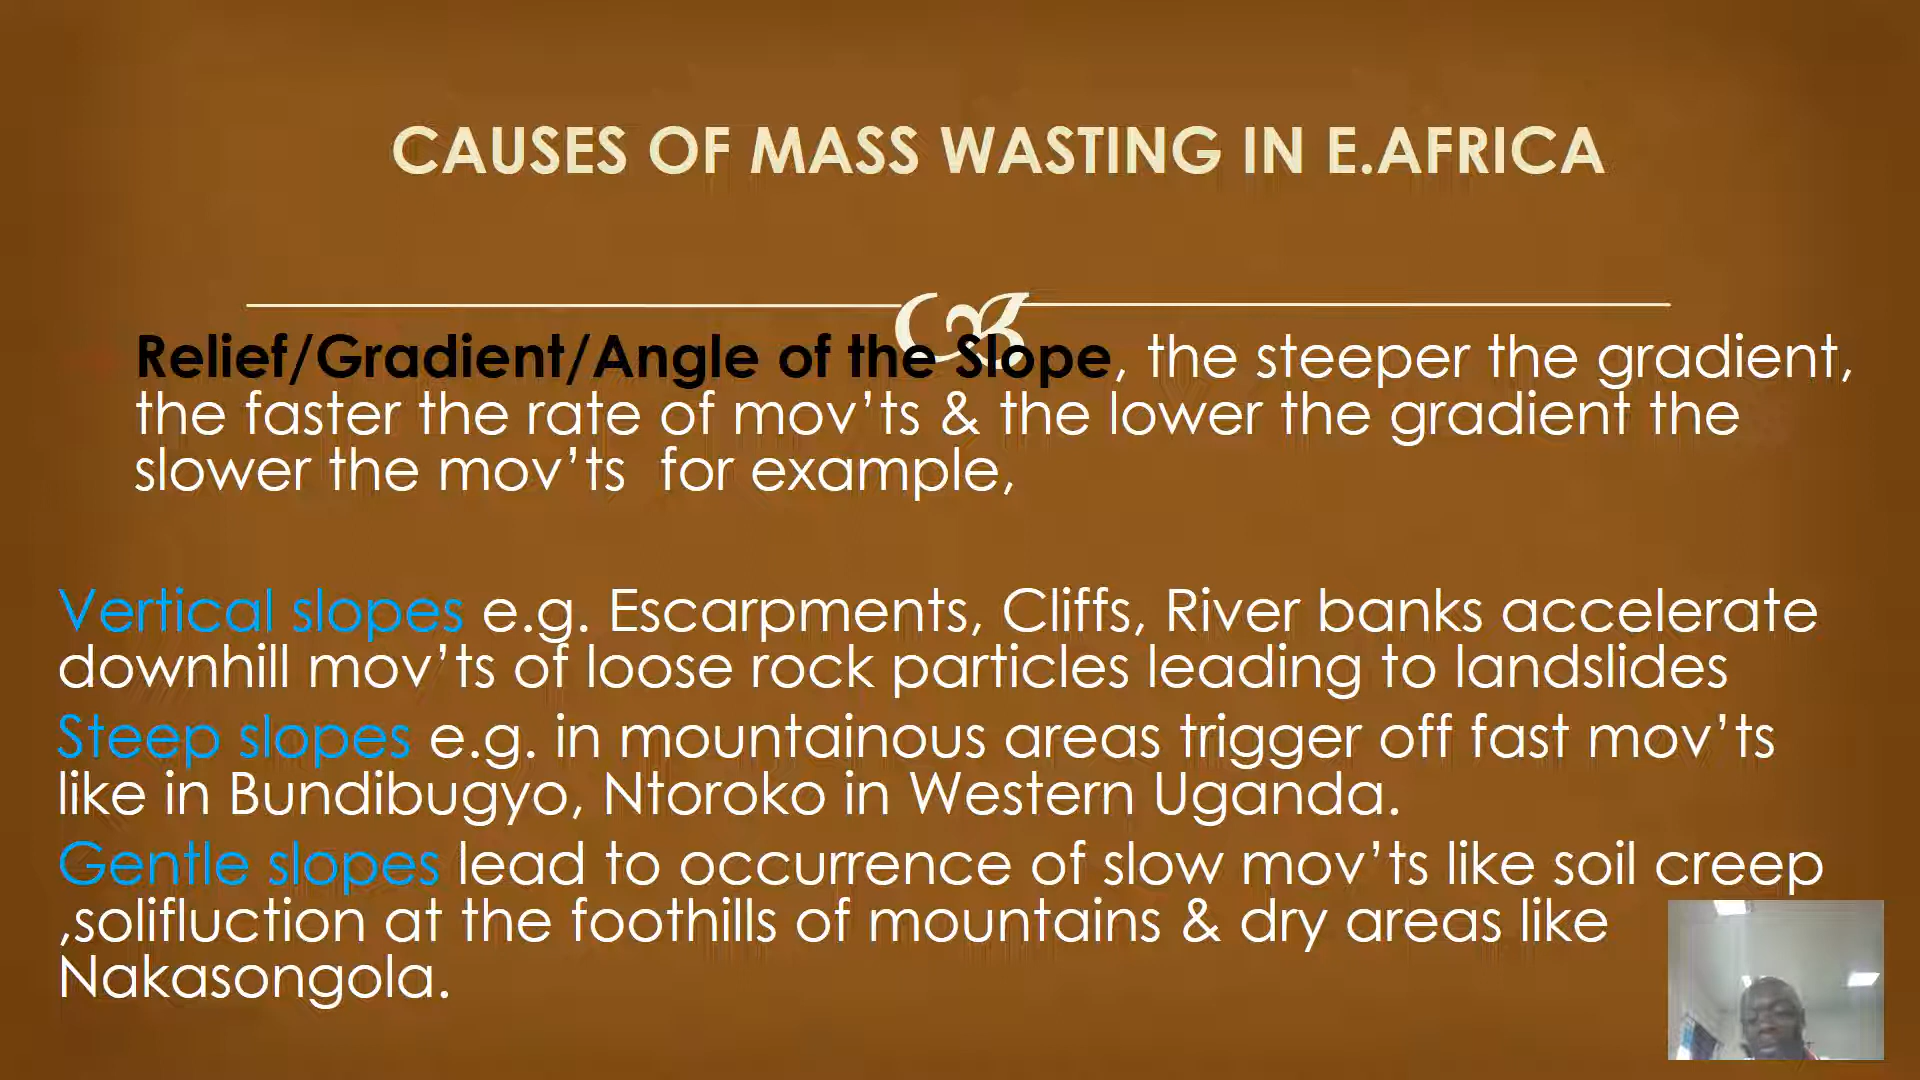 CAUSES OF MASS WASTING IN E.AFRICA
Relief/Gradient/Angle of the Slope, the steeper the gradient,
the faster the rate of mov’ts & the lower the gradient the
slower the mov’ts  for example,
Vertical slopes e.g. Escarpments, Cliffs, River banks accelerate
downhill mov’ts of loose rock particles leading to landslides
Steep slopes e.g. in mountainous areas trigger off fast mov’ts
like in Bundibugyo, Ntoroko in Western Uganda.
Gentle slopes lead to occurrence of slow mov’ts like soil creep
,solifluction at the foothills of mountains & dry areas like
Nakasongola.